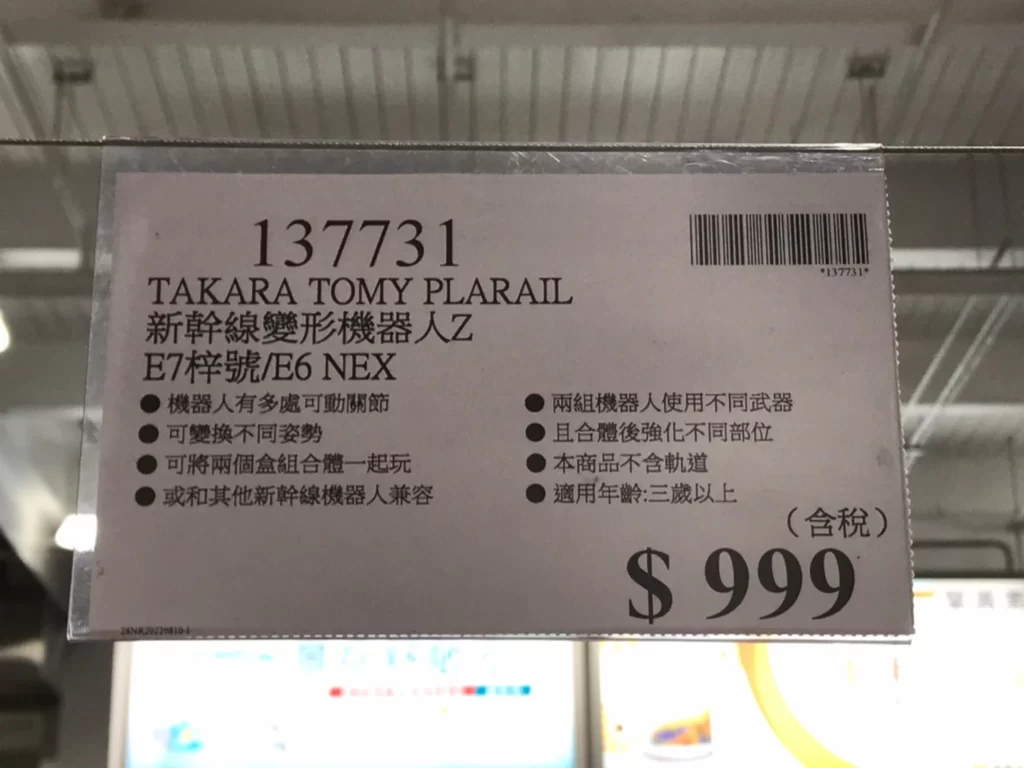 137731
*137731*
TAKARA TOMY PLARAIL
新幹線變形機器人Z
E7梓號/E6 NEX
● 機器人有多處可動關節
● 可變換不同姿勢
● 可將兩個盒組合體一起玩
● 或和其他新幹線機器人兼容
● 兩組機器人使用不同武器
● 且合體後強化不同部位
● 本商品不含軌道
● 適用年齡:三歲以上
（含稅）
$ 999
28NR20220810-1